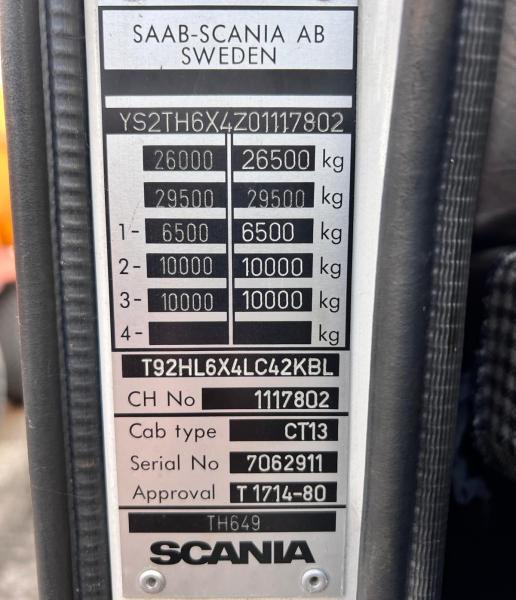 SAAB-SCANIA AB
SWEDEN
YS2TH6X4Z01117802
26000 26500 kg
29500 29500 kg
1- 6500 6500 kg
2- 10000 10000 kg
3- 10000 10000 kg
4- kg
T92HL6X4LC42KBL
CH No 1117802
Cab type CT13
Serial No 7062911
Approval T1714-80
TH649
SCANIA